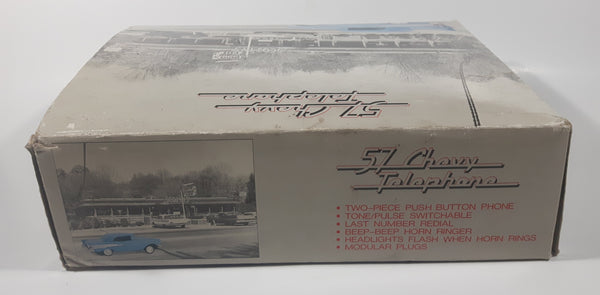 57 Chevy
Telephone
57 Chevy
Telephone
• TWO-PIECE PUSH BUTTON PHONE
• TONE/PULSE SWITCHABLE
• LAST NUMBER REDIAL
• BEEP-BEEP HORN RINGER
• HEADLIGHTS FLASH WHEN HORN RINGS
• MODULAR PLUGS